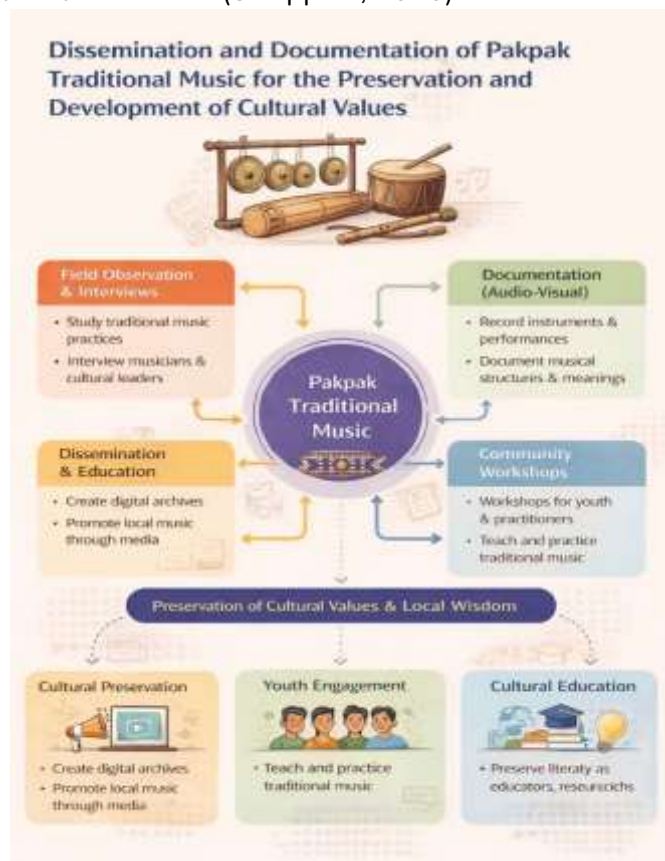 Dissemination and Documentation of Pakpak
Traditional Music for the Preservation and
Development of Cultural Values
Field Observation
& Interviews
• Study traditional music
practices
• Interview musicians &
cultural leaders
Documentation
(Audio-Visual)
• Record instruments &
performances
• Document musical
structures & meanings
Pakpak
Traditional
Music
Dissemination
& Education
• Create digital archives
• Promote local music
through media
Community
Workshops
• Workshops for youth
& practitioners
• Teach and practice
traditional music
Preservation of Cultural Values & Local Wisdom
Cultural Preservation
• Create digital archives
• Promote local music
through media
Youth Engagement
• Teach and practice
traditional music
Cultural Education
• Preserve literaty as
educators,